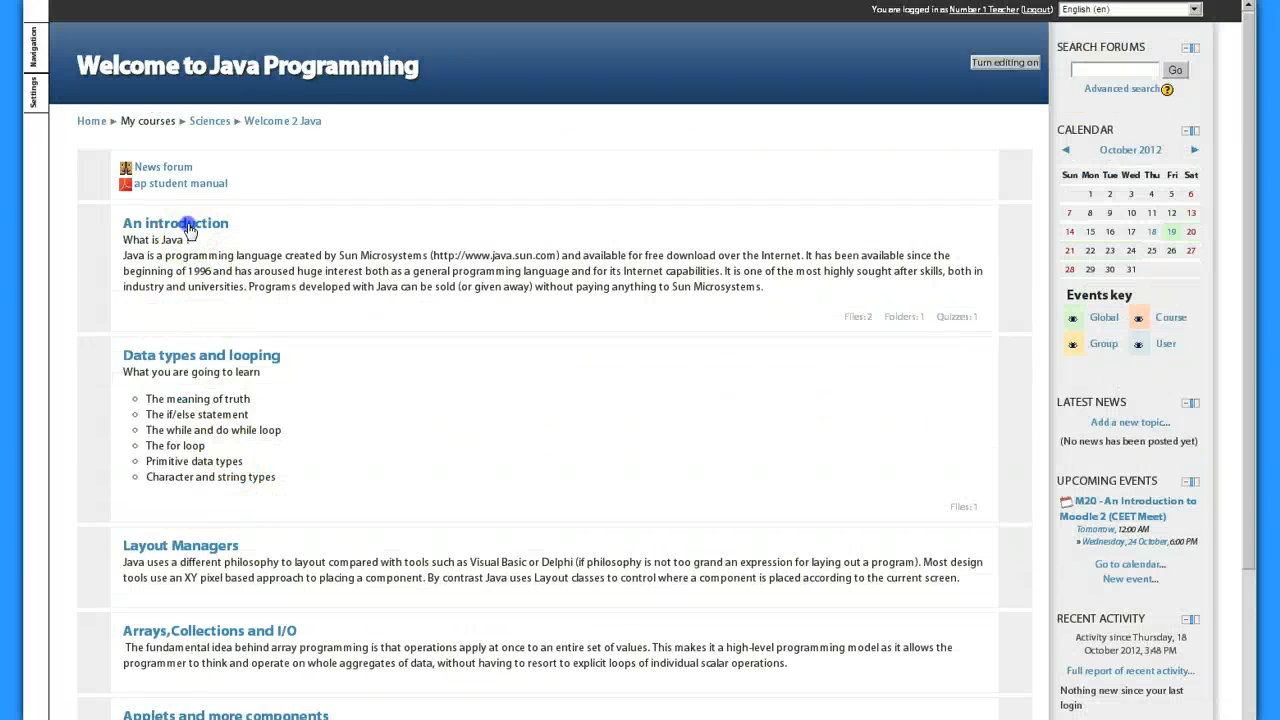 You are logged in as Number 1 Teacher (Logout)
English (en)
Navigation
Settings
Welcome to Java Programming
Turn editing on
Home ► My courses ► Sciences ► Welcome 2 Java
News forum
ap student manual
An introduction
What is Java ?
Java is a programming language created by Sun Microsystems (http://www.java.sun.com) and available for free download over the Internet. It has been available since the
beginning of 1996 and has aroused huge interest both as a general programming language and for its Internet capabilities. It is one of the most highly sought after skills, both in
industry and universities. Programs developed with Java can be sold (or given away) without paying anything to Sun Microsystems.
Files: 2 Folders: 1 Quizzes: 1
Data types and looping
What you are going to learn
The meaning of truth
The if/else statement
The while and do while loop
The for loop
Primitive data types
Character and string types
Files: 1
Layout Managers
Java uses a different philosophy to layout compared with tools such as Visual Basic or Delphi (if philosophy is not too grand an expression for laying out a program). Most design
tools use an XY pixel based approach to placing a component. By contrast Java uses Layout classes to control where a component is placed according to the current screen.
Arrays,Collections and I/O
The fundamental idea behind array programming is that operations apply at once to an entire set of values. This makes it a high-level programming model as it allows the
programmer to think and operate on whole aggregates of data, without having to resort to explicit loops of individual scalar operations.
Applets and more components
SEARCH FORUMS
Go
Advanced search ?
CALENDAR
◄ October 2012 ►
Sun Mon Tue Wed Thu Fri Sat
1 2 3 4 5 6
7 8 9 10 11 12 13
14 15 16 17 18 19 20
21 22 23 24 25 26 27
28 29 30 31
Events key
Global Course
Group User
LATEST NEWS
Add a new topic...
(No news has been posted yet)
UPCOMING EVENTS
M20 - An Introduction to
Moodle 2 (CEET Meet)
Tomorrow, 12:00 AM
» Wednesday, 24 October, 6:00 PM
Go to calendar...
New event...
RECENT ACTIVITY
Activity since Thursday, 18
October 2012, 3:48 PM
Full report of recent activity...
Nothing new since your last
login